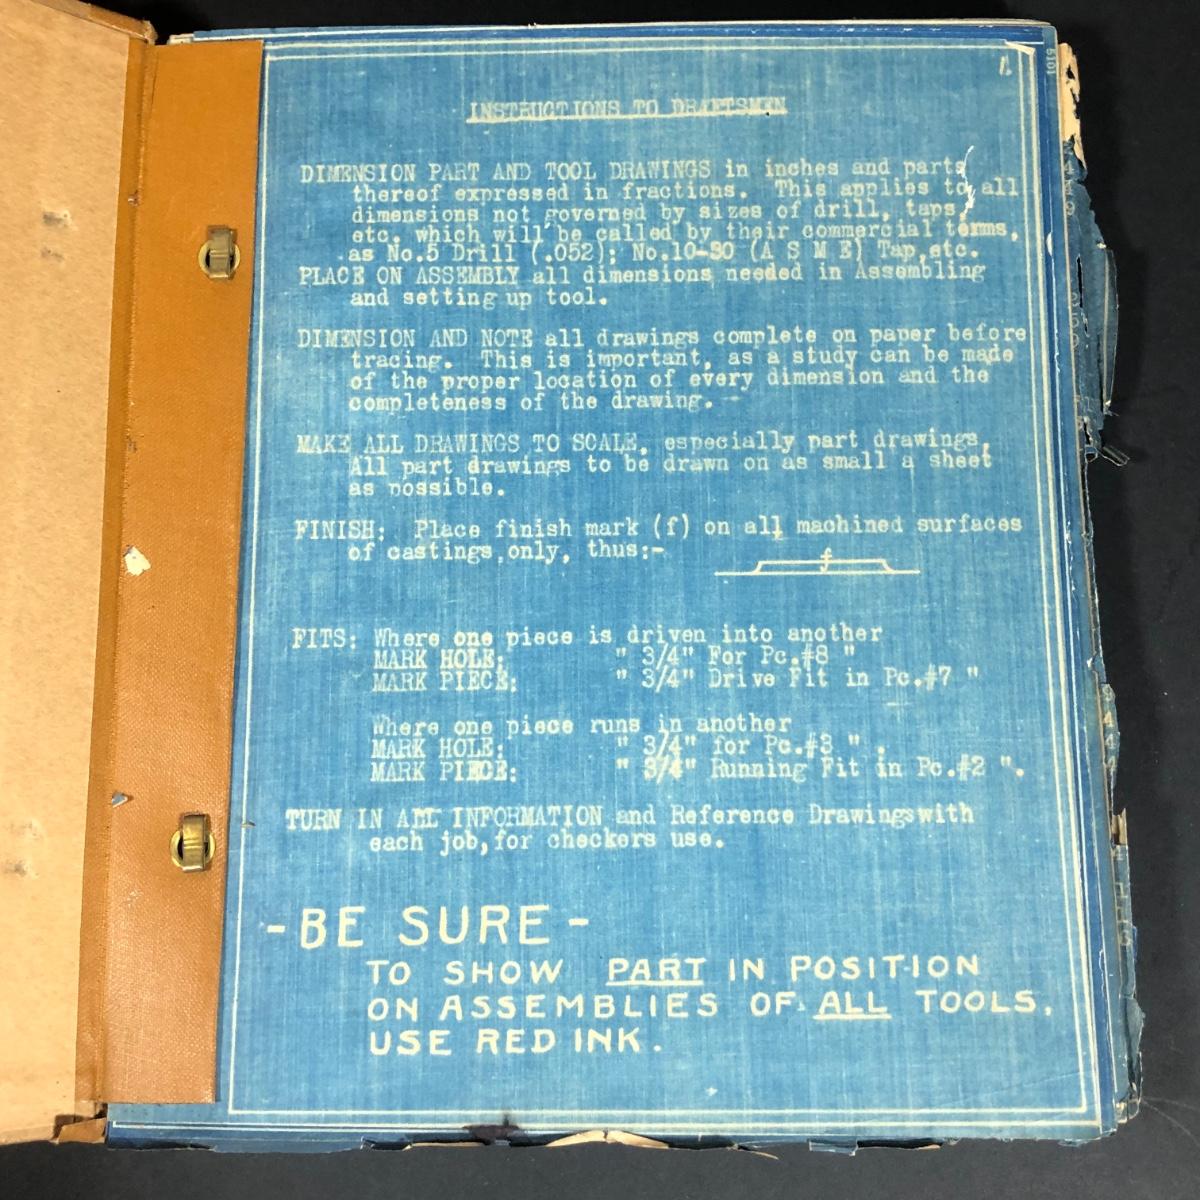 1.
INSTRUCTIONS TO DRAFTSMEN
DIMENSION PART AND TOOL DRAWINGS in inches and parts
thereof expressed in fractions. This applies to all
dimensions not governed by sizes of drill, taps,
etc. which will be called by their commercial terms,
as No.5 Drill (.052); No.10-30 (A S M E) Tap,etc.
PLACE ON ASSEMBLY all dimensions needed in Assembling
and setting up tool.
DIMENSION AND NOTE all drawings complete on paper before
tracing. This is important, as a study can be made
of the proper location of every dimension and the
completeness of the drawing.
MAKE ALL DRAWINGS TO SCALE, especially part drawings,
All part drawings to be drawn on as small a sheet
as possible.
FINISH: Place finish mark (f) on all machined surfaces
of castings,only, thus:-
f
FITS: Where one piece is driven into another
MARK HOLE: " 3/4" For Pc.#8 "
MARK PIECE: " 3/4" Drive Fit in Pc.#7 "
Where one piece runs in another
MARK HOLE: " 3/4" for Pc.#3 " .
MARK PIECE: " 3/4" Running Fit in Pc.#2 ".
TURN IN ALL INFORMATION and Reference Drawings with
each job, for checkers use.
- BE SURE -
TO SHOW PART IN POSITION
ON ASSEMBLIES OF ALL TOOLS,
USE RED INK.